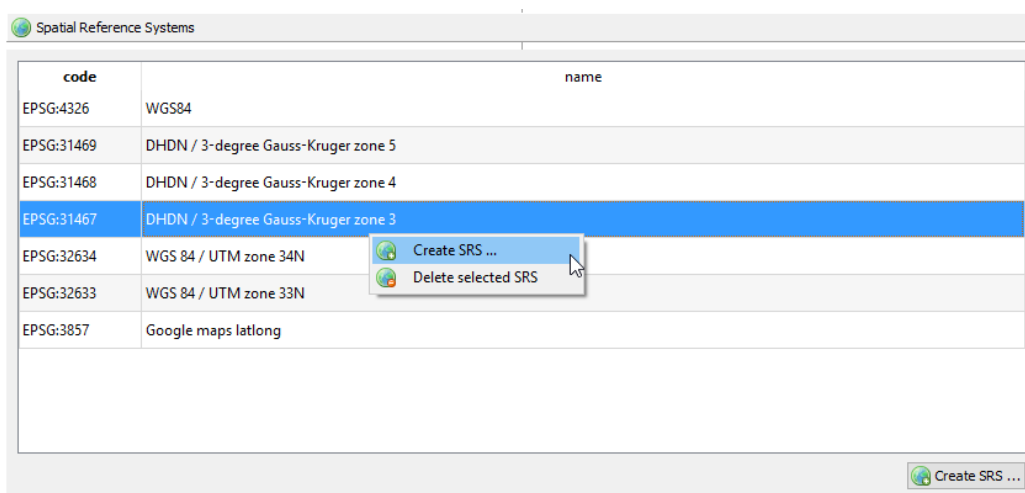 Spatial Reference Systems
code name
EPSG:4326 WGS84
EPSG:31469 DHDN / 3-degree Gauss-Kruger zone 5
EPSG:31468 DHDN / 3-degree Gauss-Kruger zone 4
EPSG:31467 DHDN / 3-degree Gauss-Kruger zone 3
Create SRS ...
EPSG:32634 WGS 84 / UTM zone 34N
Delete selected SRS
EPSG:32633 WGS 84 / UTM zone 33N
EPSG:3857 Google maps latlong
Create SRS ...